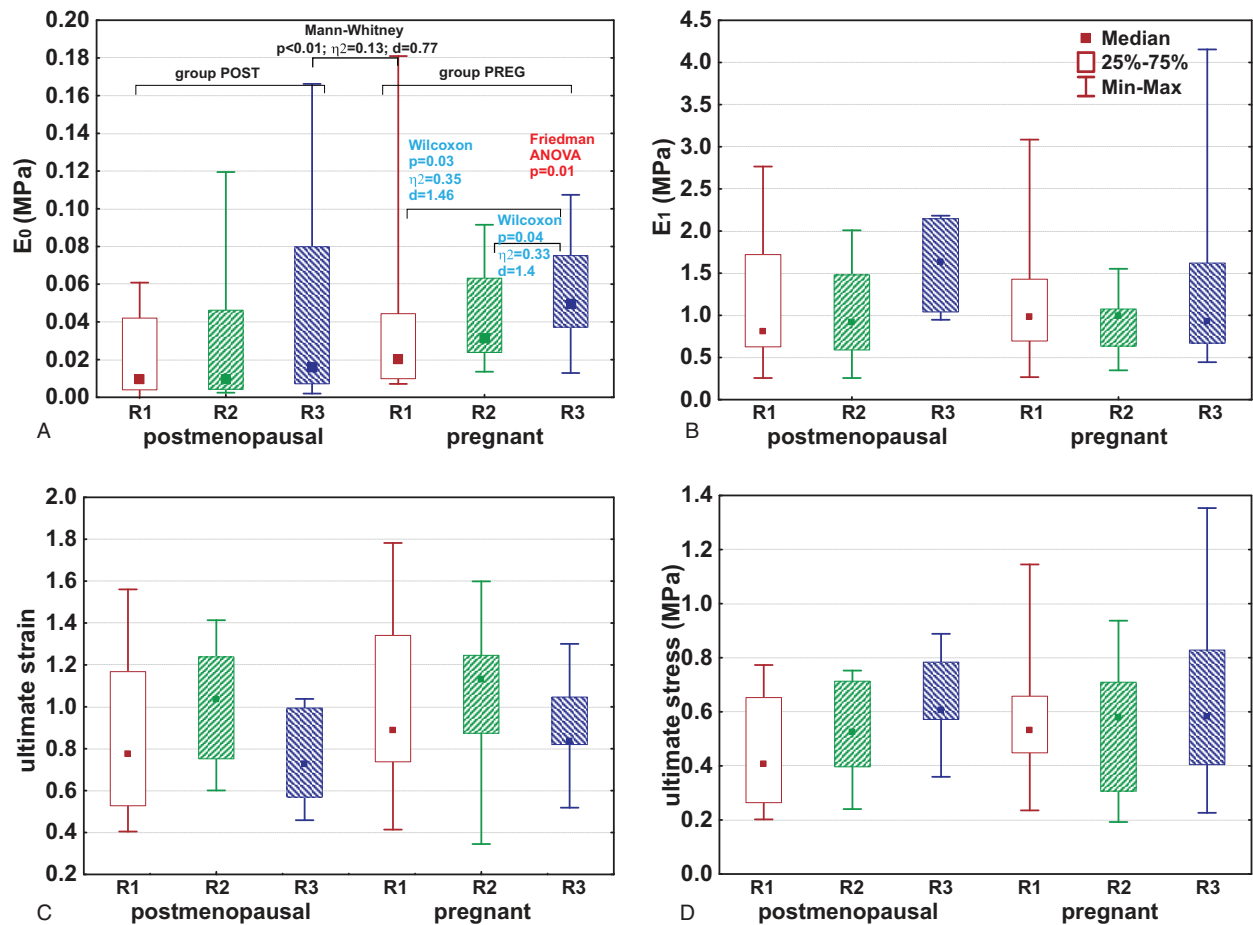 Mann-Whitney
p<0.01; η2=0.13; d=0.77
group POST
group PREG
Wilcoxon
p=0.03
η2=0.35
d=1.46
Friedman
ANOVA
p=0.01
Wilcoxon
p=0.04
η2=0.33
d=1.4
E0 (MPa)
0.20
0.18
0.16
0.14
0.12
0.10
0.08
0.06
0.04
0.02
0.00
R1 R2 R3 R1 R2 R3
postmenopausal pregnant
A
Median
25%-75%
Min-Max
E1 (MPa)
4.5
4.0
3.5
3.0
2.5
2.0
1.5
1.0
0.5
0.0
R1 R2 R3 R1 R2 R3
postmenopausal pregnant
B
ultimate strain
2.0
1.8
1.6
1.4
1.2
1.0
0.8
0.6
0.4
0.2
R1 R2 R3 R1 R2 R3
postmenopausal pregnant
C
ultimate stress (MPa)
1.4
1.2
1.0
0.8
0.6
0.4
0.2
0.0
R1 R2 R3 R1 R2 R3
postmenopausal pregnant
D